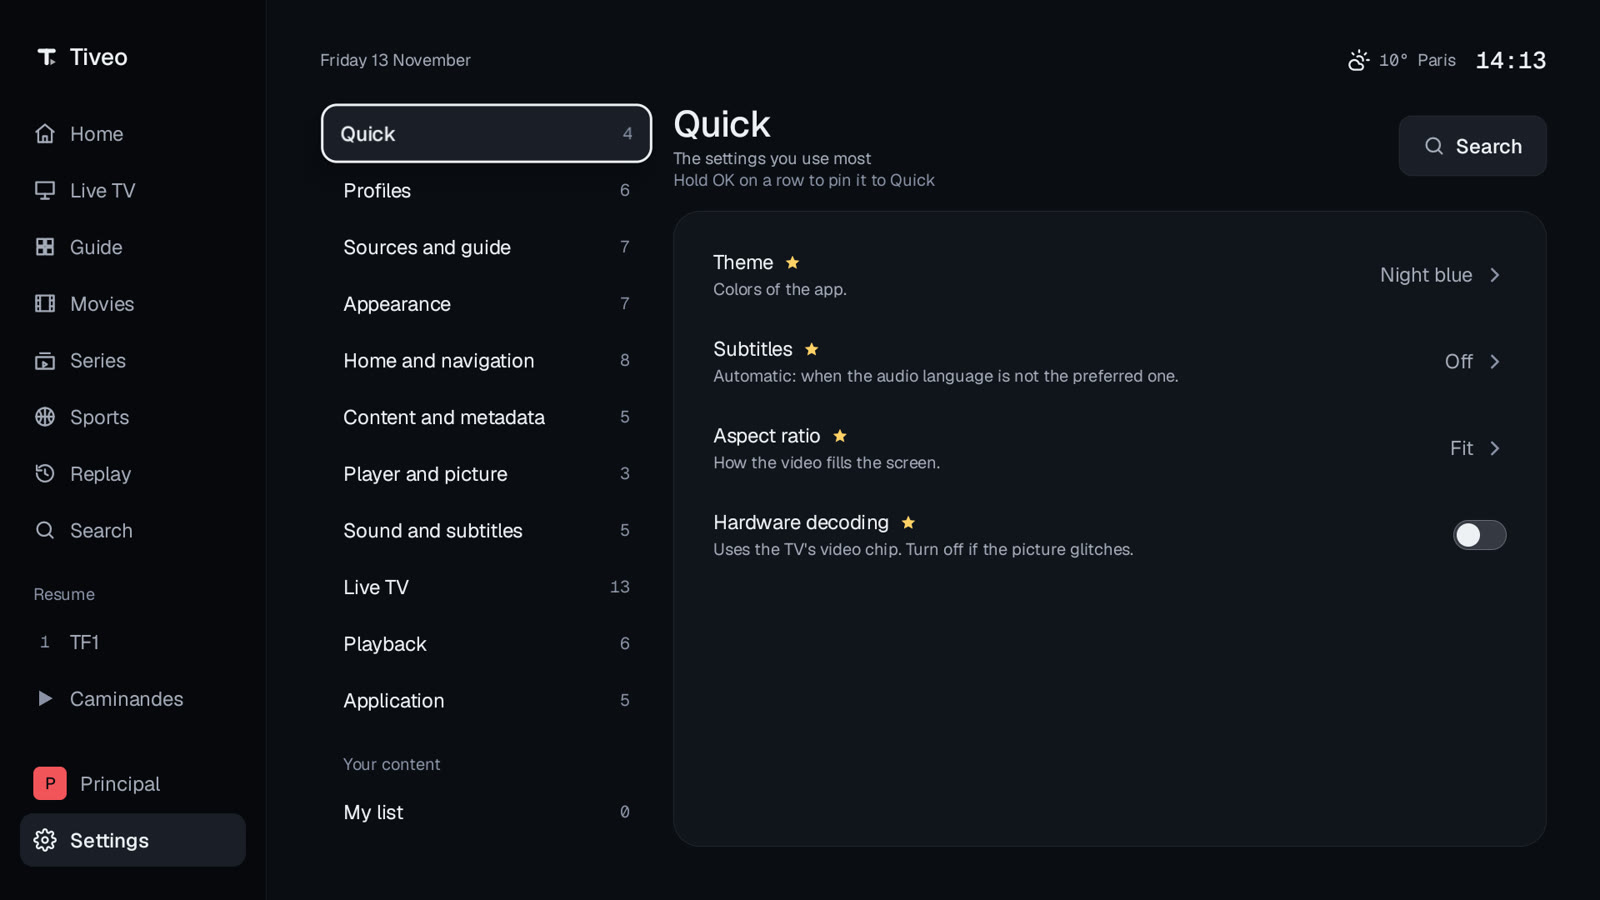 Tiveo
Home
Live TV
Guide
Movies
Series
Sports
Replay
Search
Resume
1 TF1
Caminandes
P Principal
Settings
Friday 13 November
10° Paris 14:13
Quick 4
Profiles 6
Sources and guide 7
Appearance 7
Home and navigation 8
Content and metadata 5
Player and picture 3
Sound and subtitles 5
Live TV 13
Playback 6
Application 5
Your content
My list 0
Quick
The settings you use most
Hold OK on a row to pin it to Quick
Search
Theme
Colors of the app.
Night blue
Subtitles
Automatic: when the audio language is not the preferred one.
Off
Aspect ratio
How the video fills the screen.
Fit
Hardware decoding
Uses the TV's video chip. Turn off if the picture glitches.